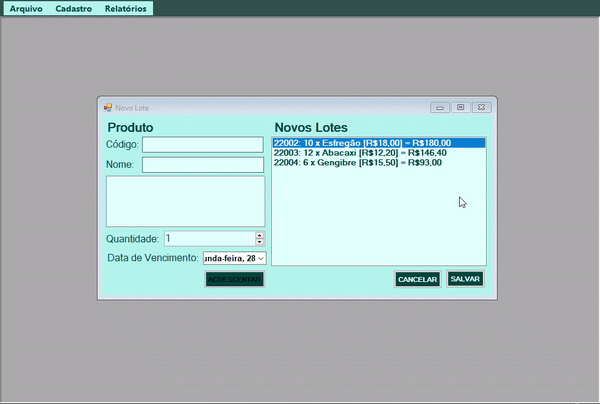 Arquivo Cadastro Relatórios
Novo Lote
Produto
Código:
Nome:
Quantidade: 1
Data de Vencimento: unda-feira, 28
ACRESCENTAR
Novos Lotes
22002: 10 x Esfregão [R$18,00] = R$180,00
22003: 12 x Abacaxi [R$12,20] = R$146,40
22004: 6 x Gengibre [R$15,50] = R$93,00
CANCELAR SALVAR